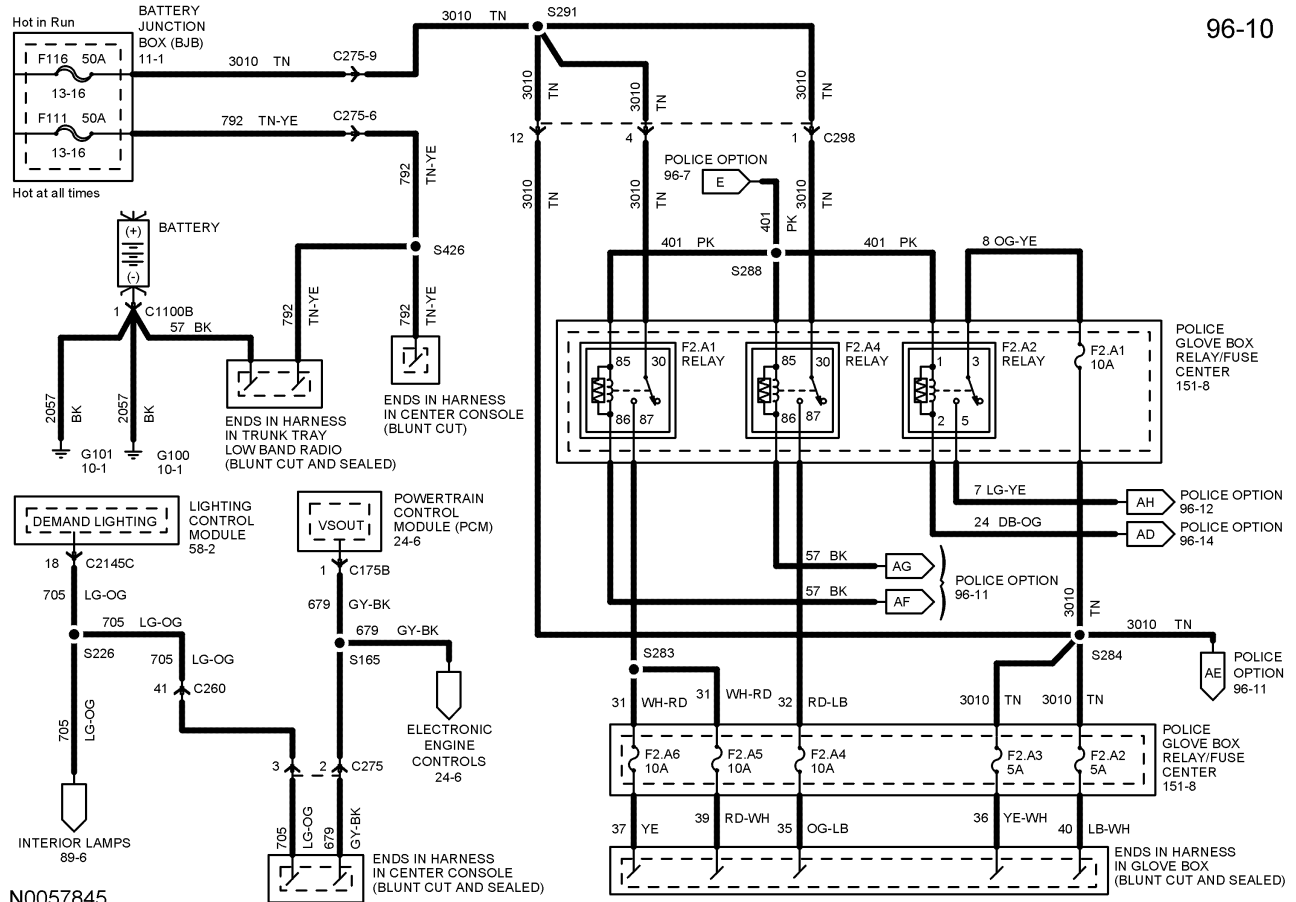 96-10
Hot in Run
BATTERY
JUNCTION
BOX (BJB)
11-1
F116 50A
13-16
F111 50A
13-16
Hot at all times
3010 TN
C275-9
792 TN-YE
C275-6
3010 TN
S291
3010
TN
3010
TN
3010
TN
12
4
1
C298
3010
TN
3010
TN
3010
TN
792
TN-YE
S426
792
TN-YE
792
TN-YE
POLICE OPTION
96-7
E
401
PK
401 PK
401 PK
S288
8 OG-YE
(+)
(-)
BATTERY
1
C1100B
57 BK
2057
BK
2057
BK
G101
10-1
G100
10-1
ENDS IN HARNESS
IN TRUNK TRAY
LOW BAND RADIO
(BLUNT CUT AND SEALED)
ENDS IN HARNESS
IN CENTER CONSOLE
(BLUNT CUT)
F2.A1
RELAY
85
30
86
87
F2.A4
RELAY
85
30
86
87
F2.A2
RELAY
1
3
2
5
F2.A1
10A
POLICE
GLOVE BOX
RELAY/FUSE
CENTER
151-8
7 LG-YE
AH
POLICE OPTION
96-12
24 DB-OG
AD
POLICE OPTION
96-14
57 BK
AG
57 BK
AF
POLICE OPTION
96-11
3010
TN
3010 TN
S284
AE
POLICE
OPTION
96-11
DEMAND LIGHTING
LIGHTING
CONTROL
MODULE
58-2
18
C2145C
705 LG-OG
705 LG-OG
S226
705 LG-OG
41
C260
705
LG-OG
INTERIOR LAMPS
89-6
VSOUT
POWERTRAIN
CONTROL
MODULE (PCM)
24-6
1
C175B
679 GY-BK
679 GY-BK
S165
ELECTRONIC
ENGINE
CONTROLS
24-6
3
2
C275
705
LG-OG
679
GY-BK
ENDS IN HARNESS
IN CENTER CONSOLE
(BLUNT CUT AND SEALED)
S283
31 WH-RD
31 WH-RD
32 RD-LB
3010 TN
3010 TN
F2.A6
10A
F2.A5
10A
F2.A4
10A
F2.A3
5A
F2.A2
5A
POLICE
GLOVE BOX
RELAY/FUSE
CENTER
151-8
37 YE
39 RD-WH
35 OG-LB
36 YE-WH
40 LB-WH
ENDS IN HARNESS
IN GLOVE BOX
(BLUNT CUT AND SEALED)
N0057845